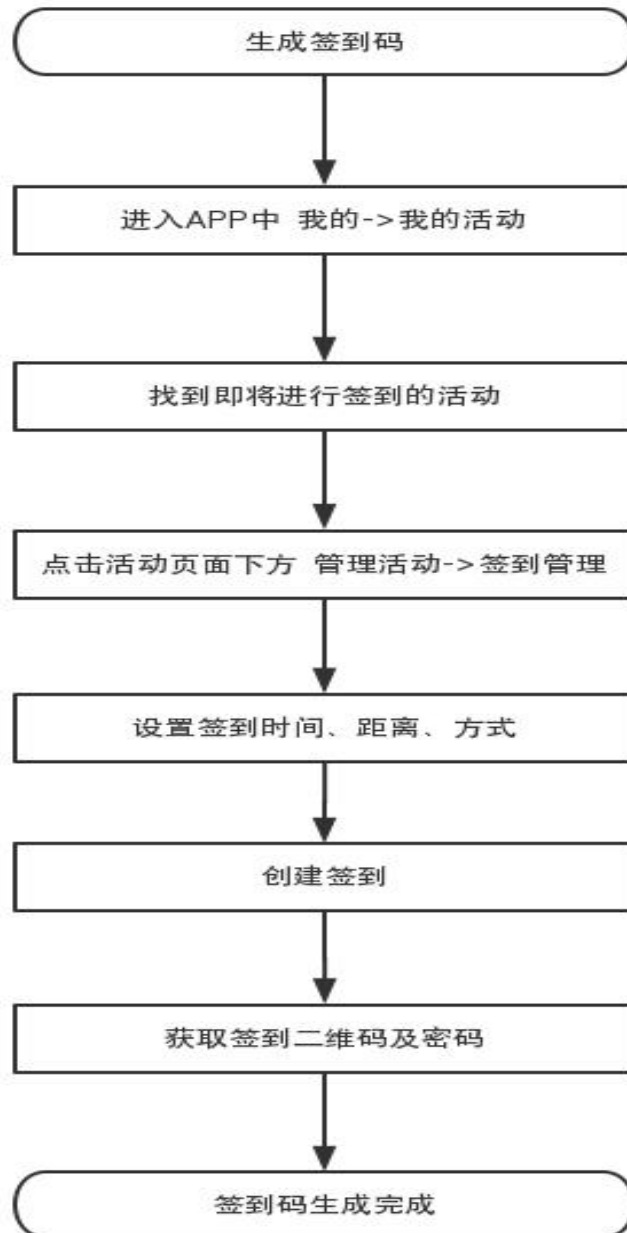 生成签到码
进入APP中 我的->我的活动
找到即将进行签到的活动
点击活动页面下方 管理活动->签到管理
设置签到时间、距离、方式
创建签到
获取签到二维码及密码
签到码生成完成